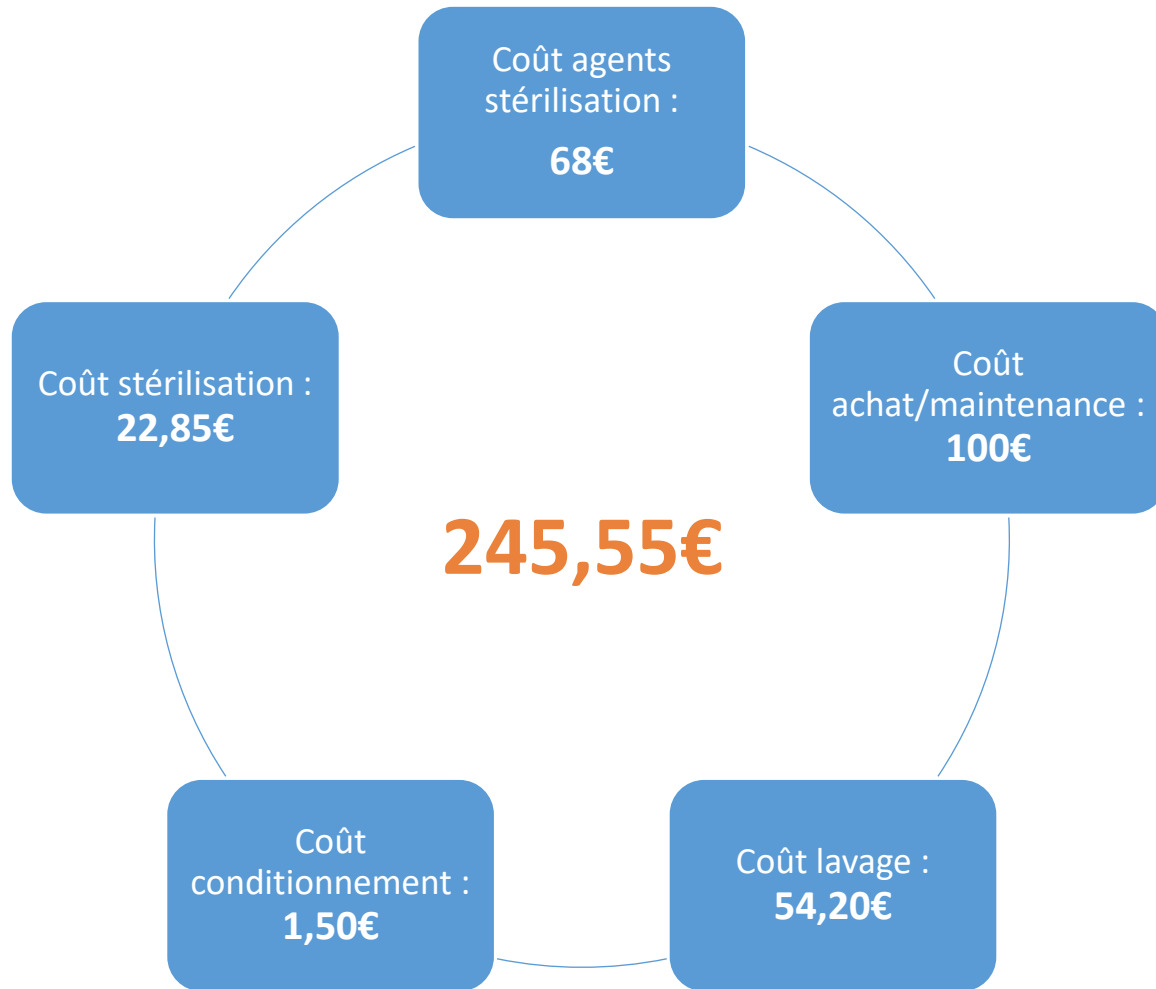 Coût agents
stérilisation :
68€
Coût
achat/maintenance :
100€
Coût lavage :
54,20€
Coût
conditionnement :
1,50€
Coût stérilisation :
22,85€
245,55€